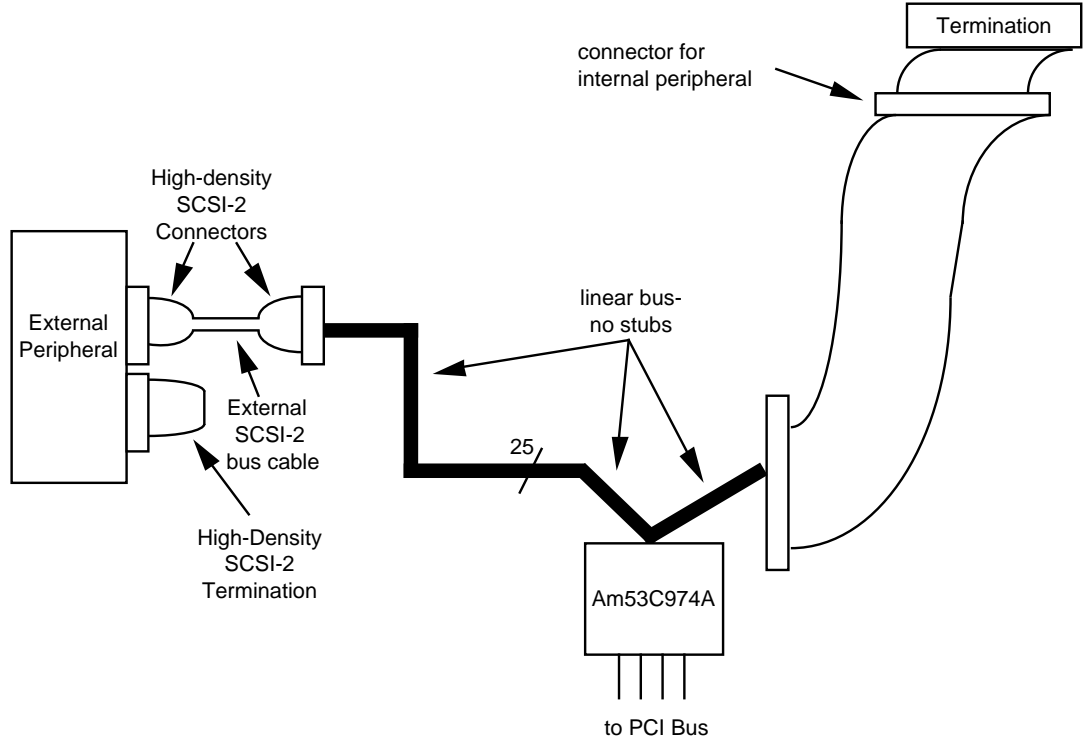 Termination
connector for
internal peripheral
High-density
SCSI-2
Connectors
linear bus-
no stubs
External
Peripheral
External
SCSI-2
bus cable
25
High-Density
SCSI-2
Termination
Am53C974A
to PCI Bus